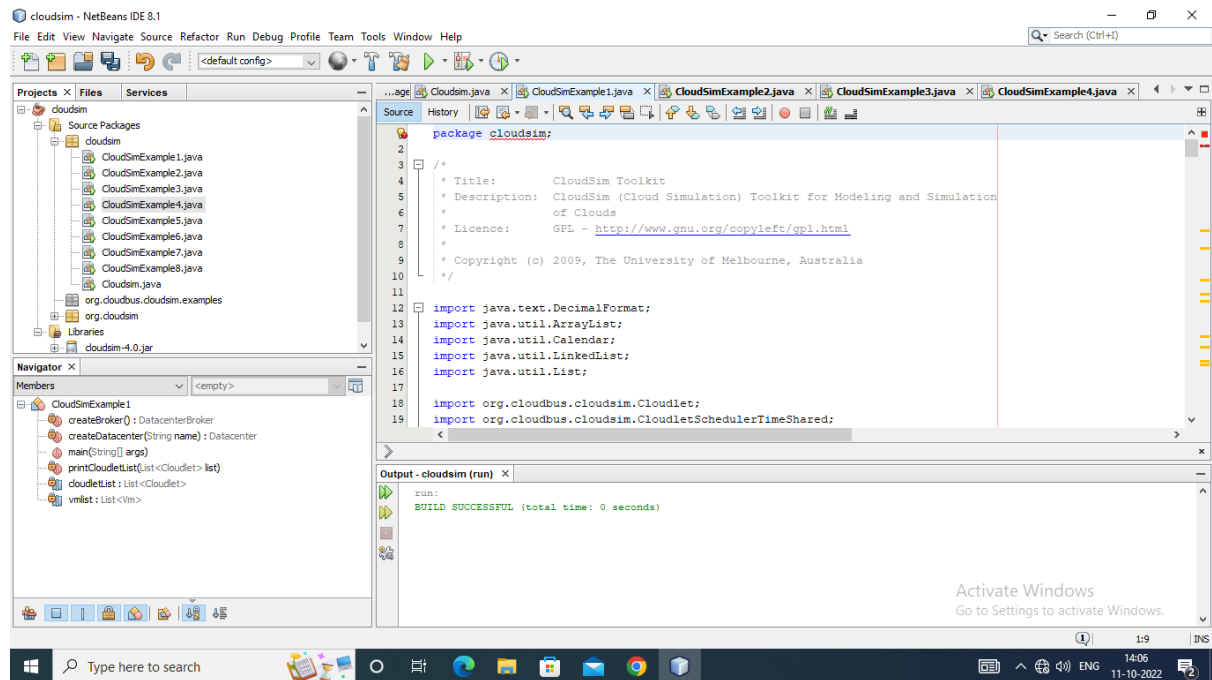 cloudsim - NetBeans IDE 8.1
File Edit View Navigate Source Refactor Run Debug Profile Team Tools Window Help
Search (Ctrl+I)
<default config>
Projects Files Services
cloudsim
Source Packages
cloudsim
CloudSimExample1.java
CloudSimExample2.java
CloudSimExample3.java
CloudSimExample4.java
CloudSimExample5.java
CloudSimExample6.java
CloudSimExample7.java
CloudSimExample8.java
Cloudsim.java
org.cloudbus.cloudsim.examples
org.cloudsim
Libraries
cloudsim-4.0.jar
Navigator
Members <empty>
CloudSimExample1
createBroker() : DatacenterBroker
createDatacenter(String name) : Datacenter
main(String[] args)
printCloudletList(List<Cloudlet> list)
cloudletList : List<Cloudlet>
vmlist : List<Vm>
...age Cloudsim.java CloudSimExample1.java CloudSimExample2.java CloudSimExample3.java CloudSimExample4.java
Source History
package cloudsim;
2
3 /*
4 * Title: CloudSim Toolkit
5 * Description: CloudSim (Cloud Simulation) Toolkit for Modeling and Simulation
6 * of Clouds
7 * Licence: GPL - http://www.gnu.org/copyleft/gpl.html
8 *
9 * Copyright (c) 2009, The University of Melbourne, Australia
10 */
11
12 import java.text.DecimalFormat;
13 import java.util.ArrayList;
14 import java.util.Calendar;
15 import java.util.LinkedList;
16 import java.util.List;
17
18 import org.cloudbus.cloudsim.Cloudlet;
19 import org.cloudbus.cloudsim.CloudletSchedulerTimeShared;
Output - cloudsim (run)
run:
BUILD SUCCESSFUL (total time: 0 seconds)
Activate Windows
Go to Settings to activate Windows.
1 1:9 INS
Type here to search
ENG
14:06
11-10-2022
2